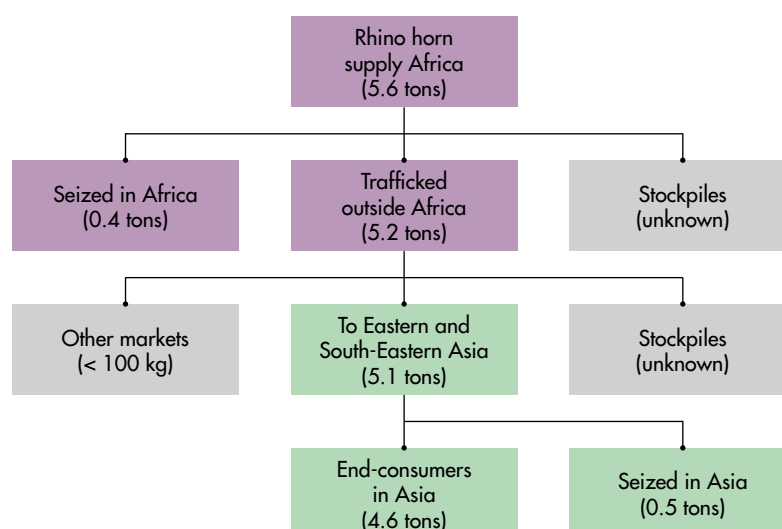 Rhino horn
supply Africa
(5.6 tons)
Seized in Africa
(0.4 tons)
Trafficked
outside Africa
(5.2 tons)
Stockpiles
(unknown)
Other markets
(< 100 kg)
To Eastern and
South-Eastern Asia
(5.1 tons)
Stockpiles
(unknown)
End-consumers
in Asia
(4.6 tons)
Seized in Asia
(0.5 tons)